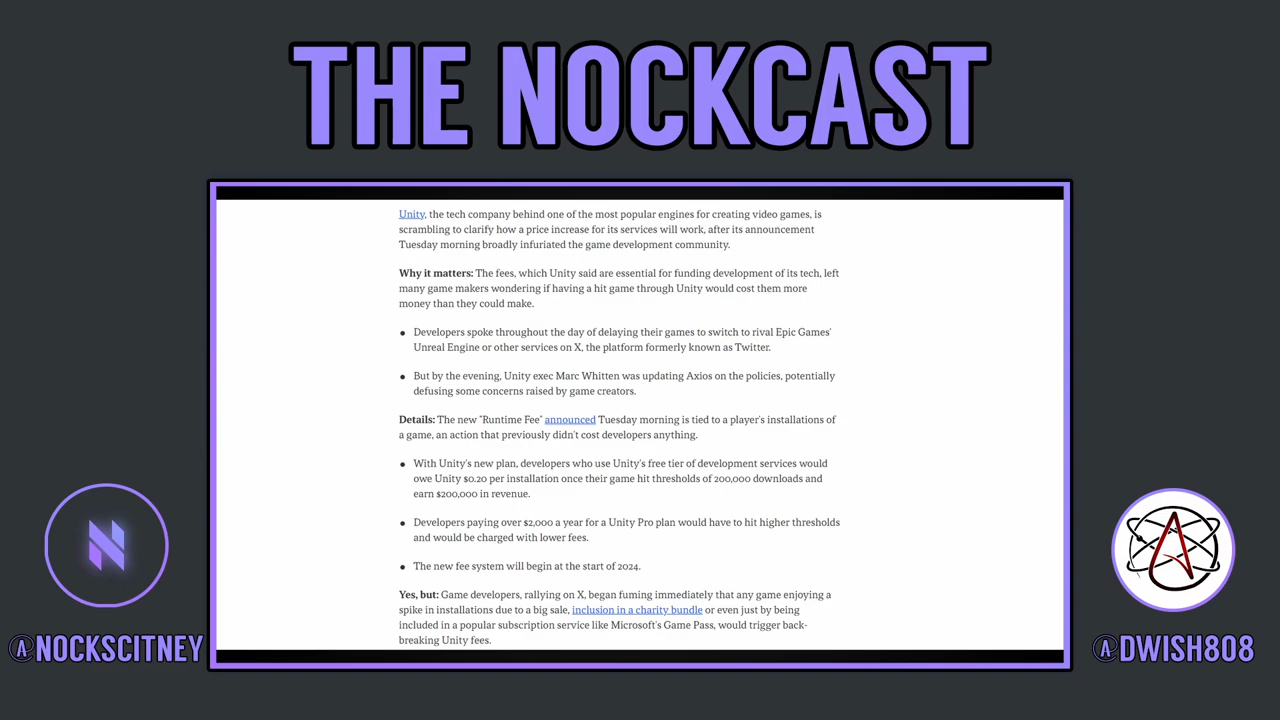 THE NOCKCAST
Unity, the tech company behind one of the most popular engines for creating video games, is
scrambling to clarify how a price increase for its services will work, after its announcement
Tuesday morning broadly infuriated the game development community.
Why it matters: The fees, which Unity said are essential for funding development of its tech, left
many game makers wondering if having a hit game through Unity would cost them more
money than they could make.
● Developers spoke throughout the day of delaying their games to switch to rival Epic Games'
Unreal Engine or other services on X, the platform formerly known as Twitter.
● But by the evening, Unity exec Marc Whitten was updating Axios on the policies, potentially
defusing some concerns raised by game creators.
Details: The new "Runtime Fee" announced Tuesday morning is tied to a player's installations of
a game, an action that previously didn't cost developers anything.
● With Unity's new plan, developers who use Unity's free tier of development services would
owe Unity $0.20 per installation once their game hit thresholds of 200,000 downloads and
earn $200,000 in revenue.
● Developers paying over $2,000 a year for a Unity Pro plan would have to hit higher thresholds
and would be charged with lower fees.
● The new fee system will begin at the start of 2024.
Yes, but: Game developers, rallying on X, began fuming immediately that any game enjoying a
spike in installations due to a big sale, inclusion in a charity bundle or even just by being
included in a popular subscription service like Microsoft's Game Pass, would trigger back-
breaking Unity fees.
@NOCKSCITNEY
@DWISH808